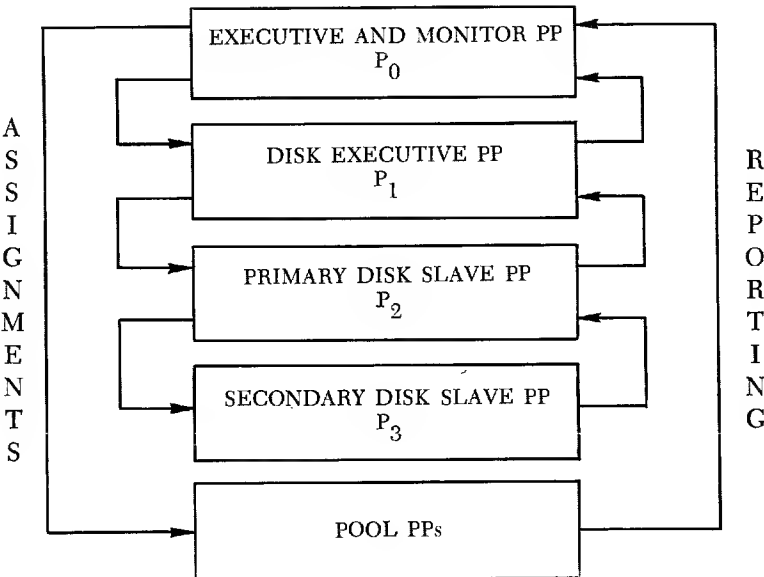 EXECUTIVE AND MONITOR PP
P0
DISK EXECUTIVE PP
P1
PRIMARY DISK SLAVE PP
P2
SECONDARY DISK SLAVE PP
P3
POOL PPs
ASSIGNMENTS
REPORTING